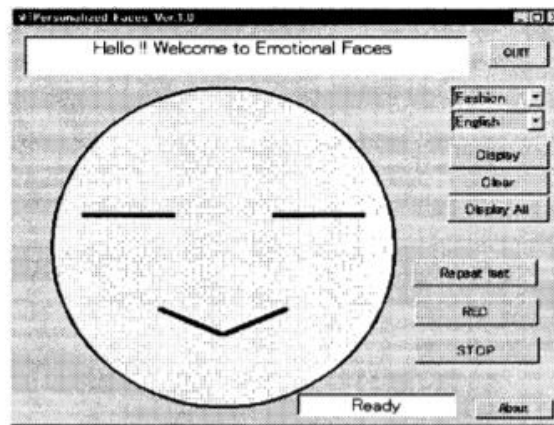 Personalized Faces Ver.1.0
Hello !! Welcome to Emotional Faces
QUIT
Fashion
English
Display
Clear
Display All
Repeat last
REC
STOP
Ready
About